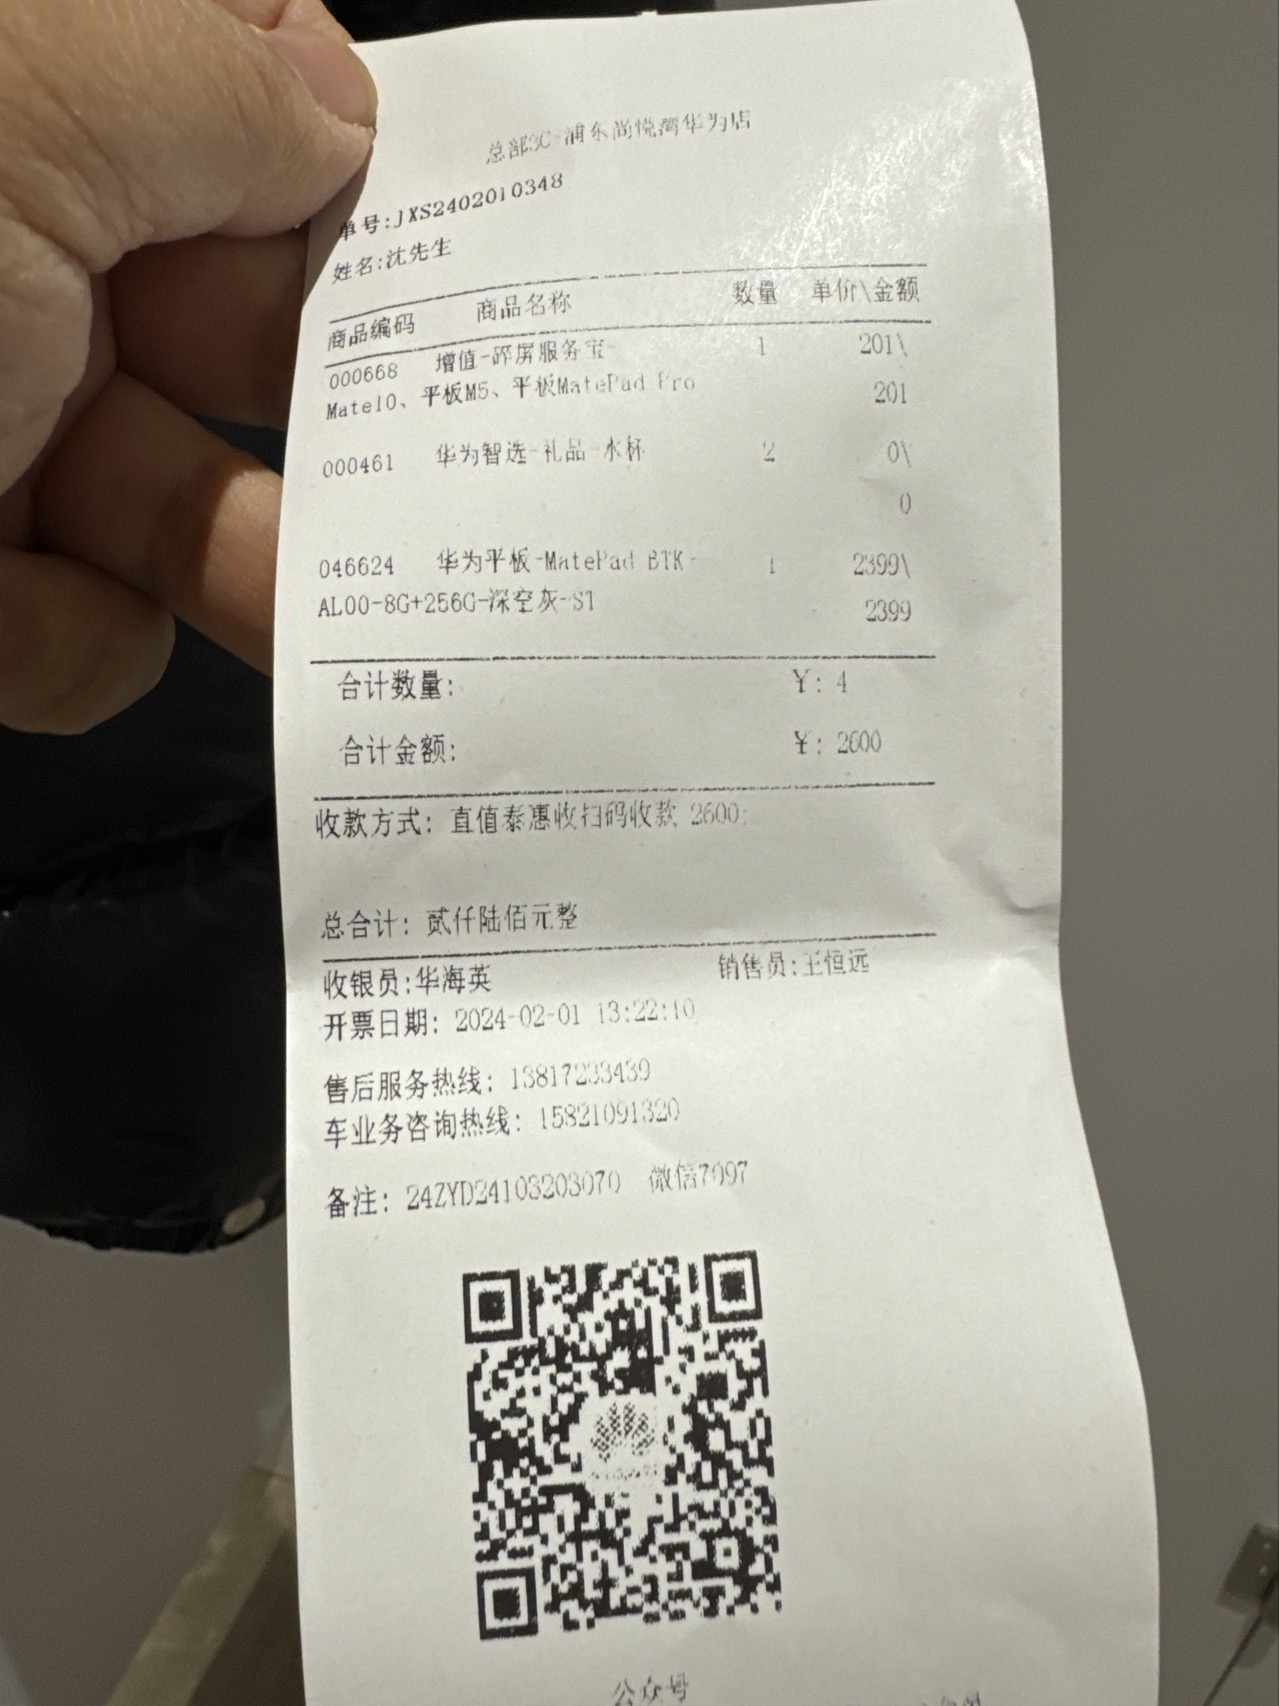 总部3C-浦东尚悦湾华为店
单号:JXS2402010348
姓名:沈先生
商品编码 商品名称 数量 单价\金额
000668 增值-碎屏服务宝- 1 201\
Mate10、平板M5、平板MatePad Pro 201
000461 华为智选-礼品-水杯 2 0\
0
046624 华为平板-MatePad BTK- 1 2399\
AL00-8G+256G-深空灰-ST 2399
合计数量: ¥: 4
合计金额: ¥: 2600
收款方式: 直值泰惠收扫码收款 2600;
总合计: 贰仟陆佰元整
收银员:华海英 销售员:王恒远
开票日期: 2024-02-01 13:22:10
售后服务热线: 13817233439
车业务咨询热线: 15821091320
备注: 24ZYD24103203070 微信7097
公众号